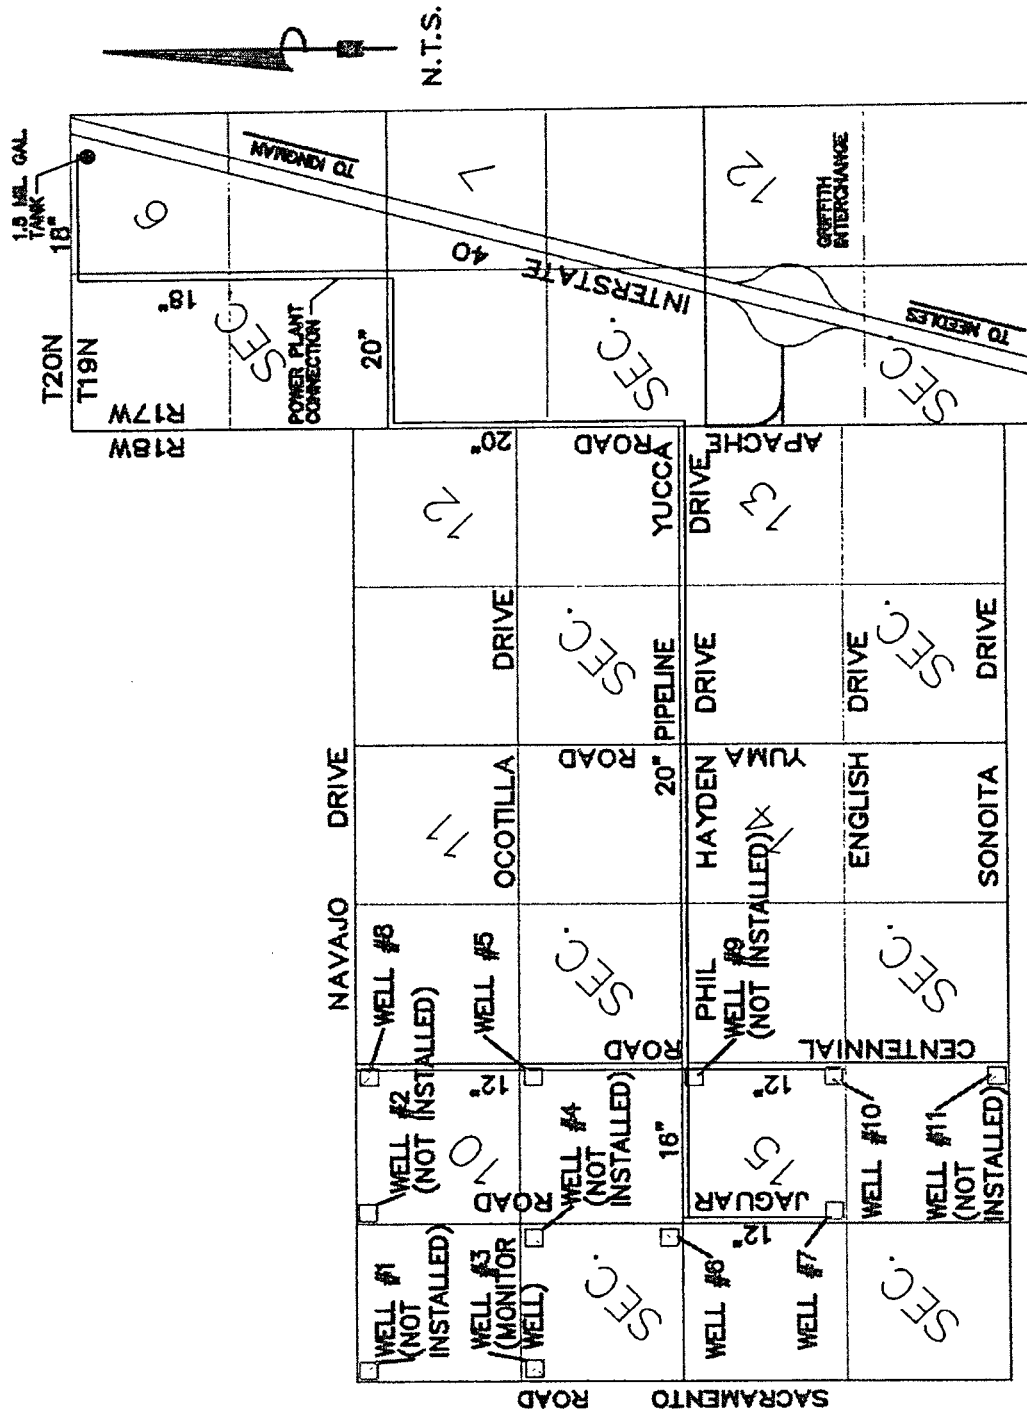 N.T.S.
1.5 MIL. GAL.
TANK
18"
T20N
T19N
R17W
R18W
18"
POWER PLANT
CONNECTION
20"
SEC. 6
TO KINGMAN
INTERSTATE 40
SEC. 7
GRIFFITH
INTERCHANGE
TO NEEDLES
NAVAJO DRIVE
WELL #1
(NOT
INSTALLED)
WELL #2
(NOT INSTALLED)
WELL #8
WELL #3
(MONITOR
WELL)
WELL #5
12"
SEC. 10
SEC. 11
SEC. 12
20"
OCOTILLA DRIVE
WELL #4
(NOT
INSTALLED)
16"
20" PIPELINE
YUCCA
DRIVE
SACRAMENTO ROAD
JAGUAR ROAD
CENTENNIAL ROAD
YUMA ROAD
APACHE ROAD
WELL #6
12"
WELL #7
12"
PHIL HAYDEN DRIVE
WELL #9
(NOT INSTALLED)
SEC. 15
SEC. 14
SEC. 13
SEC. 12
WELL #10
ENGLISH DRIVE
WELL #11
(NOT
INSTALLED)
SONOITA DRIVE